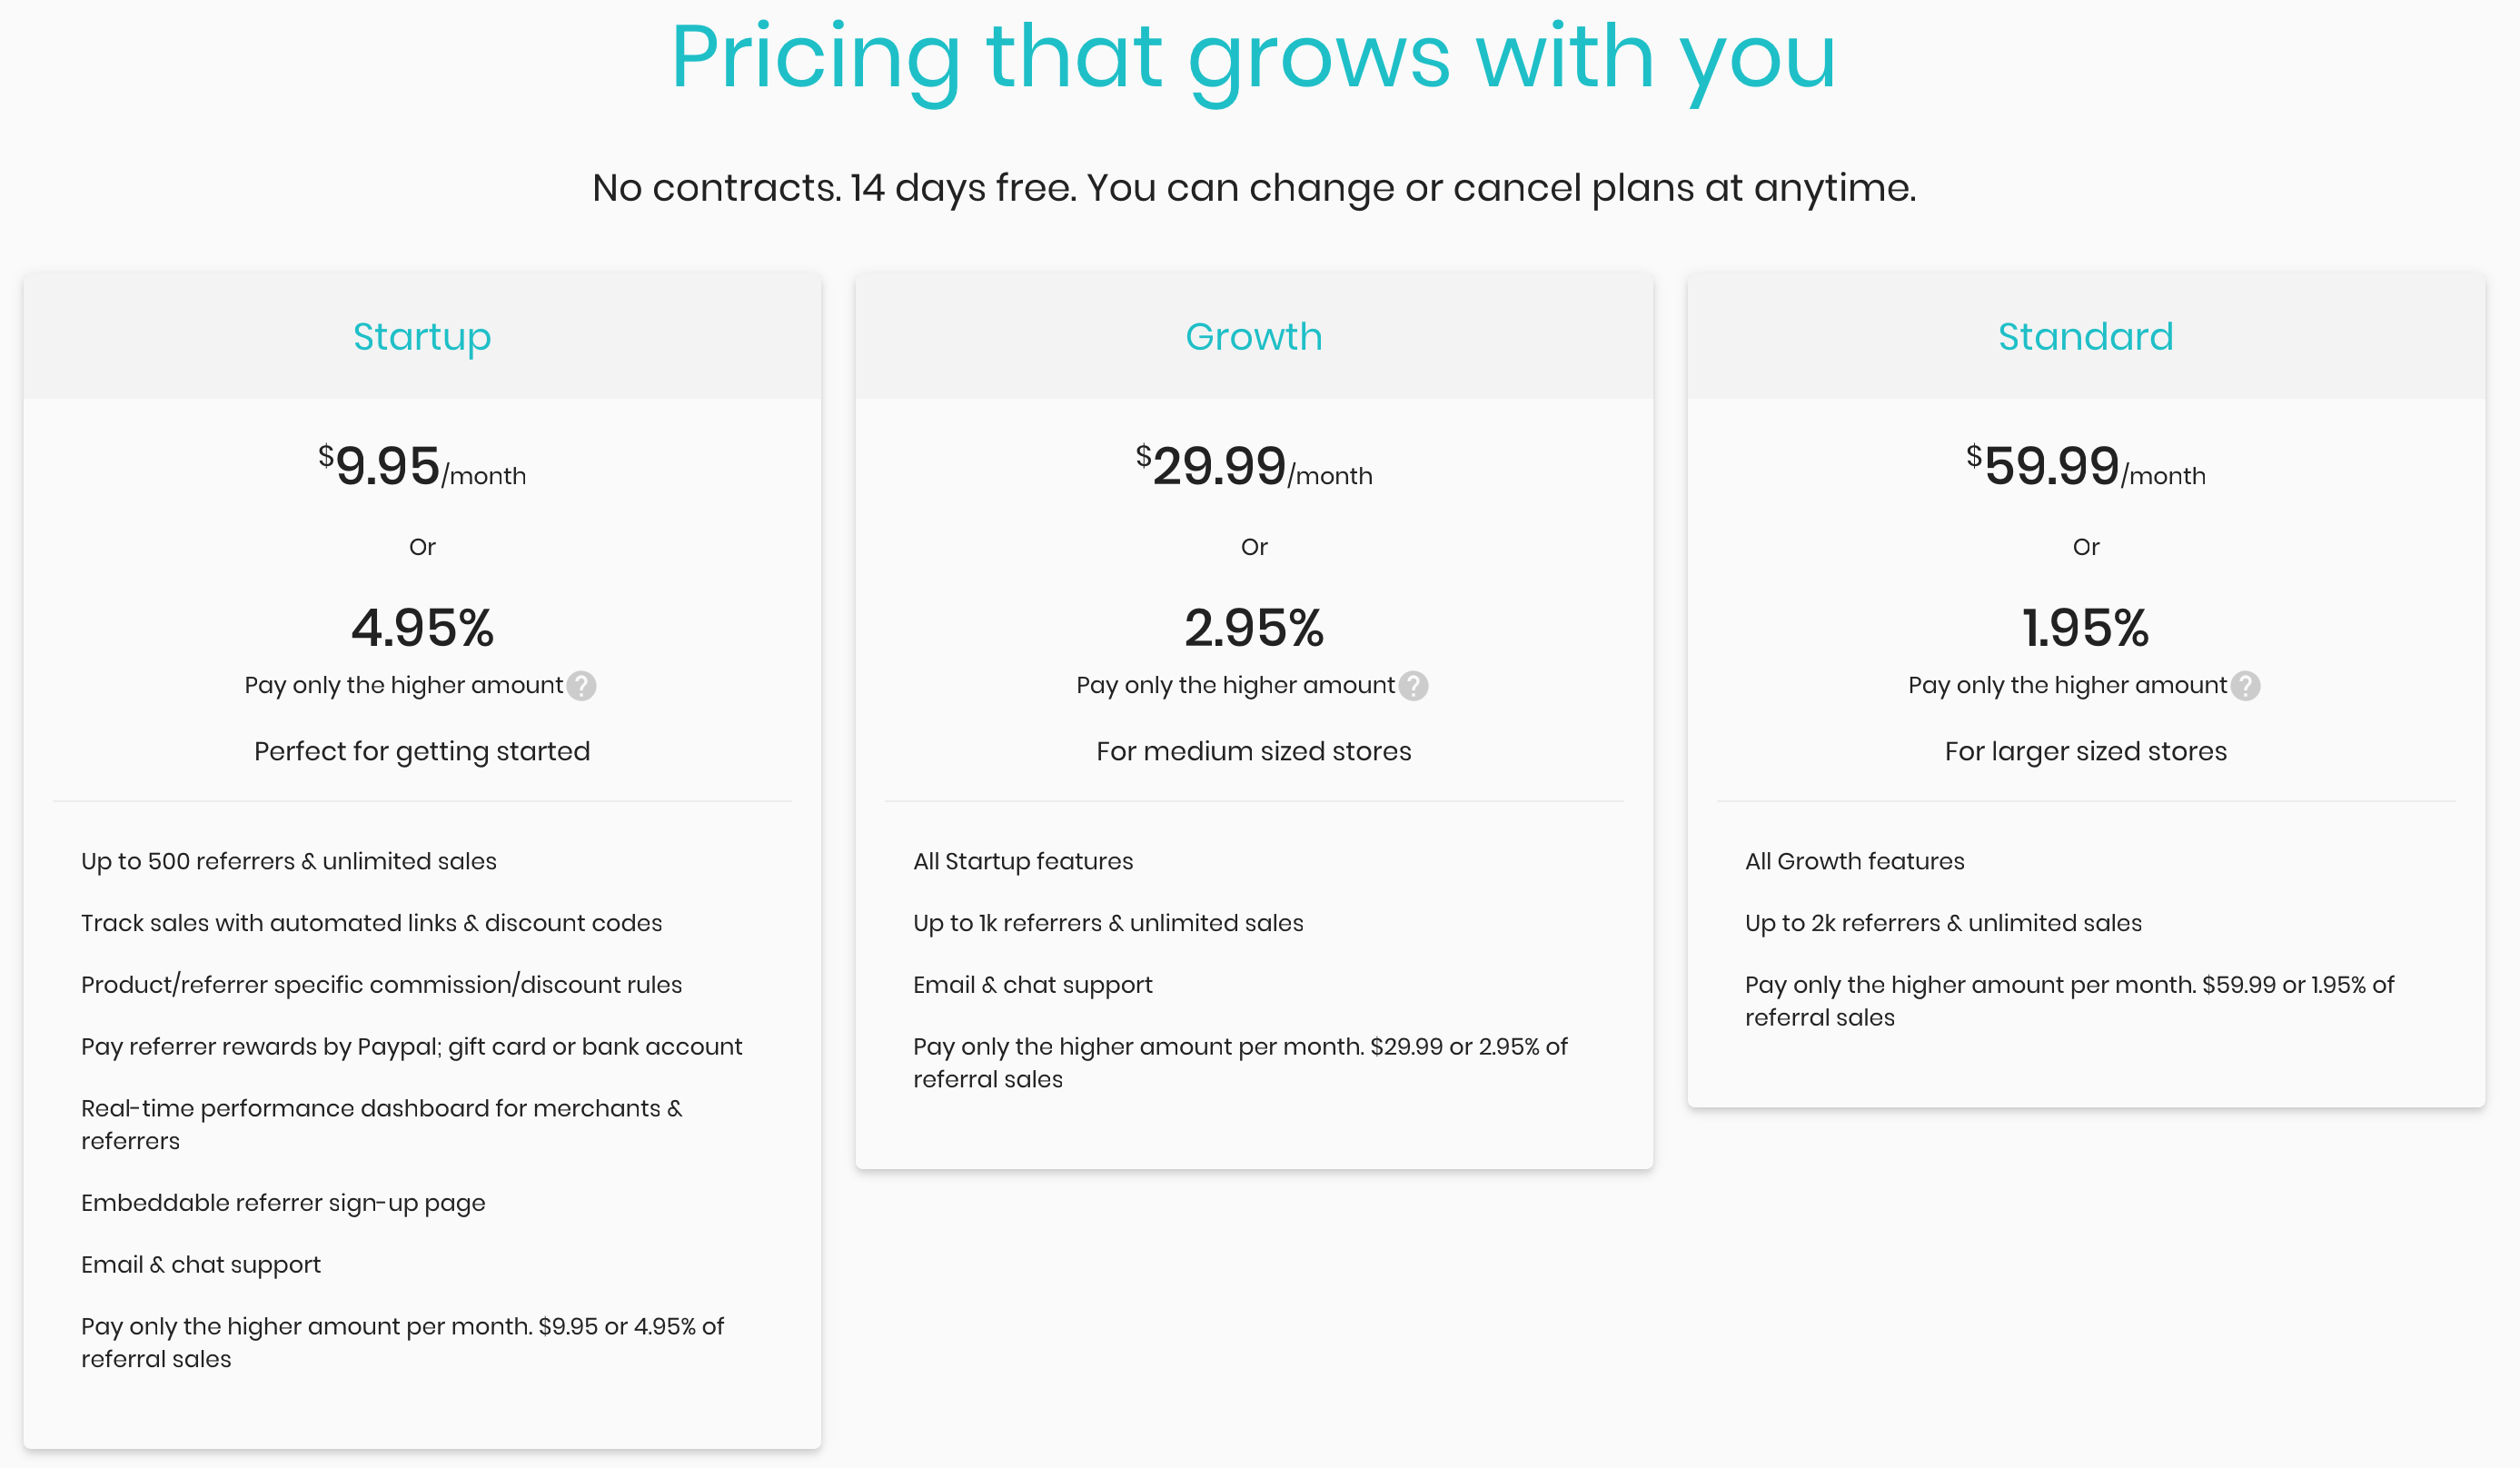 Pricing that grows with you
No contracts. 14 days free. You can change or cancel plans at anytime.
Startup
$9.95/month
Or
4.95%
Pay only the higher amount ?
Perfect for getting started
Up to 500 referrers & unlimited sales
Track sales with automated links & discount codes
Product/referrer specific commission/discount rules
Pay referrer rewards by Paypal; gift card or bank account
Real-time performance dashboard for merchants &
referrers
Embeddable referrer sign-up page
Email & chat support
Pay only the higher amount per month. $9.95 or 4.95% of
referral sales
Growth
$29.99/month
Or
2.95%
Pay only the higher amount ?
For medium sized stores
All Startup features
Up to 1k referrers & unlimited sales
Email & chat support
Pay only the higher amount per month. $29.99 or 2.95% of
referral sales
Standard
$59.99/month
Or
1.95%
Pay only the higher amount ?
For larger sized stores
All Growth features
Up to 2k referrers & unlimited sales
Pay only the higher amount per month. $59.99 or 1.95% of
referral sales